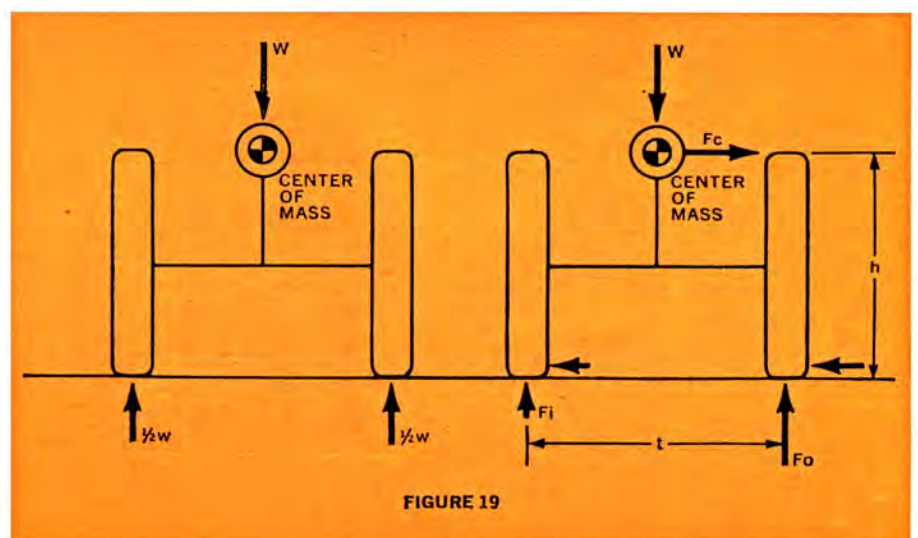 W
CENTER
OF
MASS
½w
½w
W
Fc
CENTER
OF
MASS
h
Fi
t
Fo
FIGURE 19